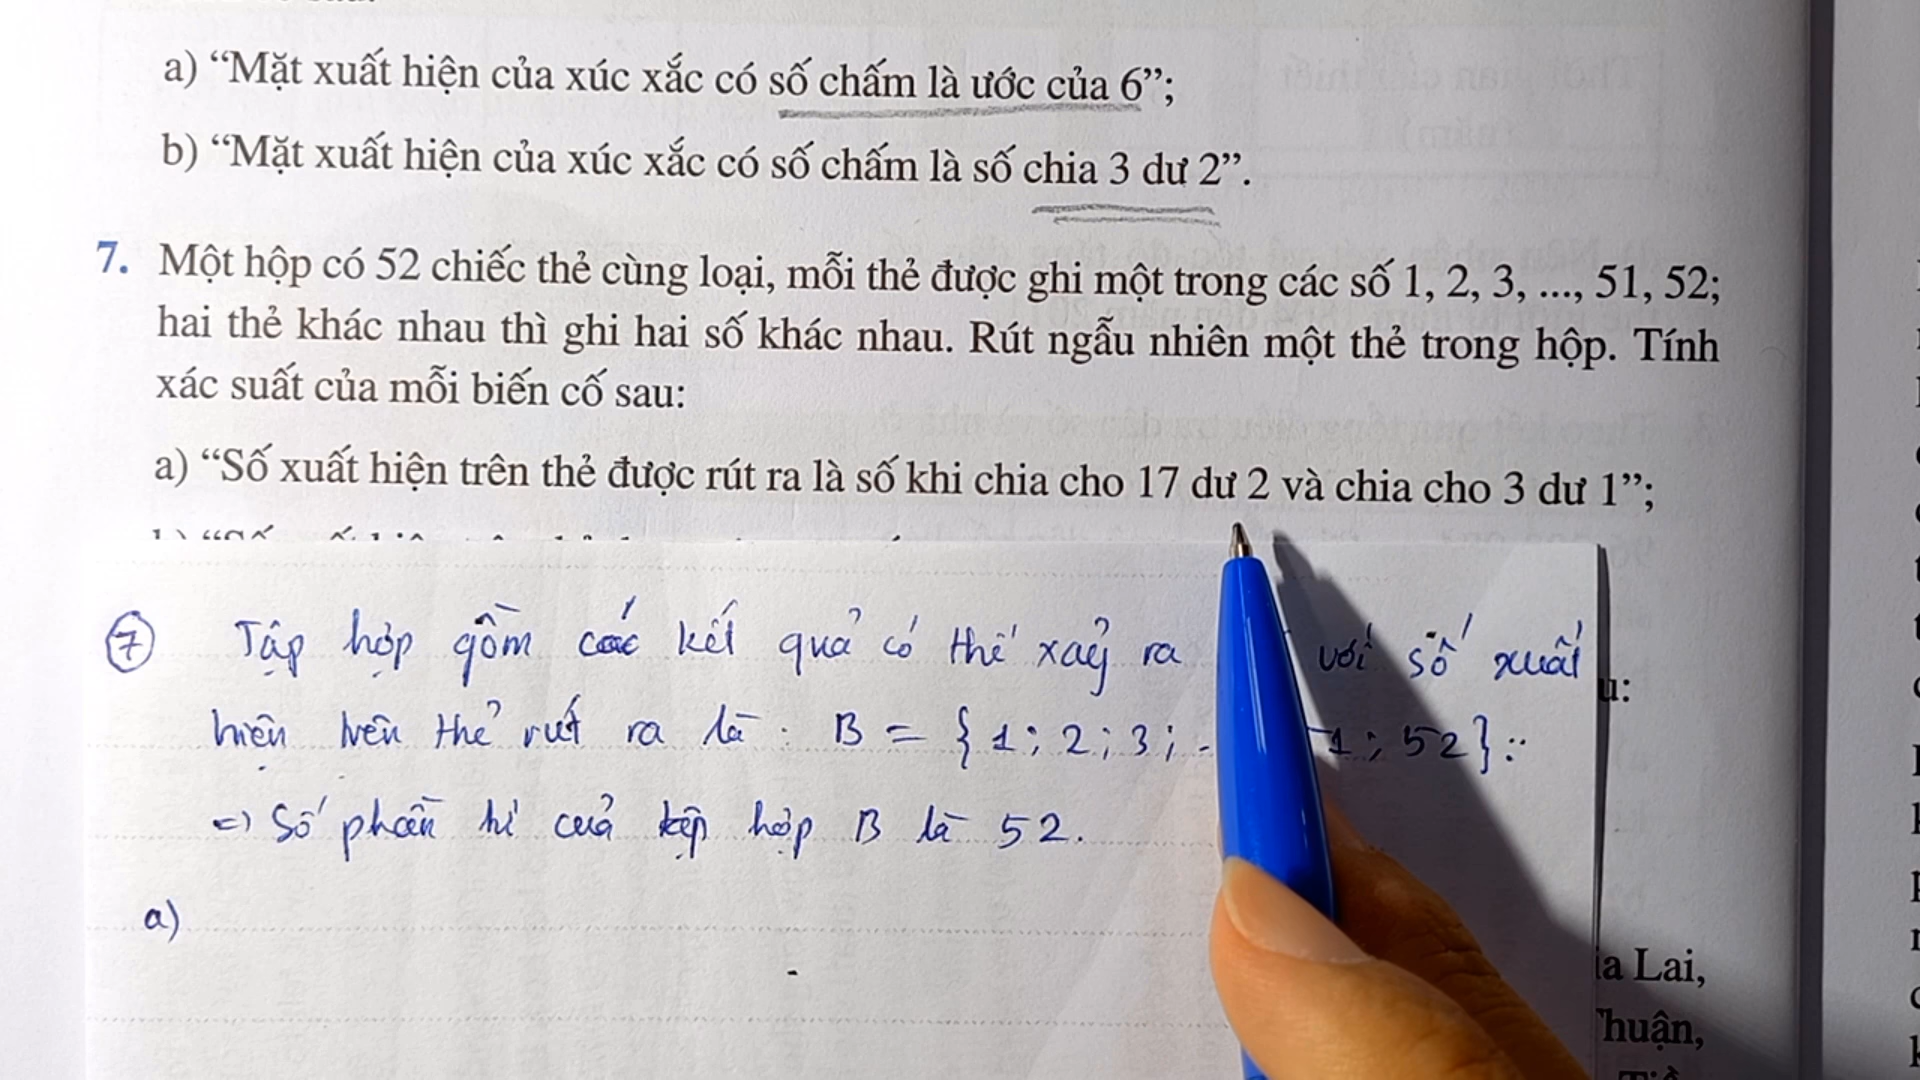 a) “Mặt xuất hiện của xúc xắc có số chấm là ước của 6”;
b) “Mặt xuất hiện của xúc xắc có số chấm là số chia 3 dư 2”.
7. Một hộp có 52 chiếc thẻ cùng loại, mỗi thẻ được ghi một trong các số 1, 2, 3, ..., 51, 52;
hai thẻ khác nhau thì ghi hai số khác nhau. Rút ngẫu nhiên một thẻ trong hộp. Tính
xác suất của mỗi biến cố sau:
a) “Số xuất hiện trên thẻ được rút ra là số khi chia cho 17 dư 2 và chia cho 3 dư 1”;
7 Tập hợp gồm các kết quả có thể xảy ra với số xuất
hiện trên thẻ rút ra là: B = {1; 2; 3; 1; 52}:
=> Số phần tử của tập hợp B là 52.
a)
u:
ia Lai,
Thuận,